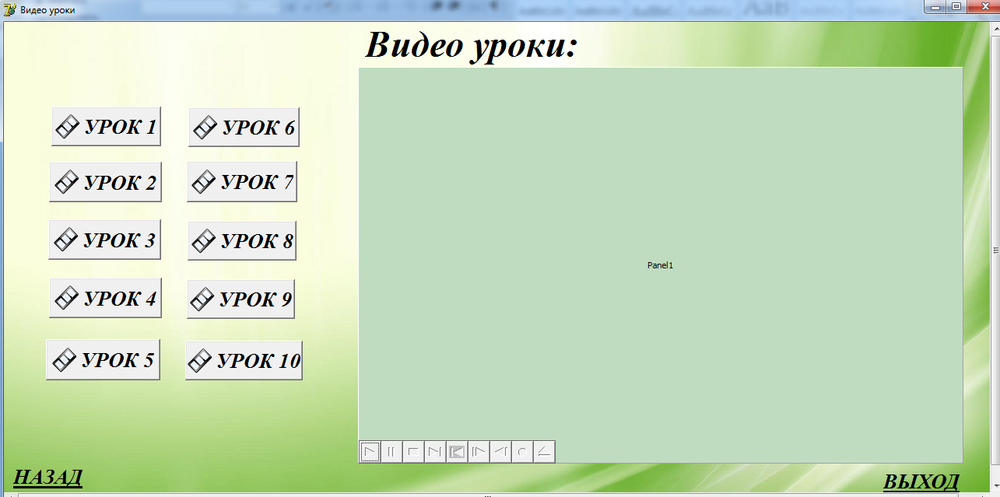 Видео уроки
Видео уроки:
УРОК 1
УРОК 6
УРОК 2
УРОК 7
УРОК 3
УРОК 8
УРОК 4
УРОК 9
УРОК 5
УРОК 10
Panel1
НАЗАД
ВЫХОД